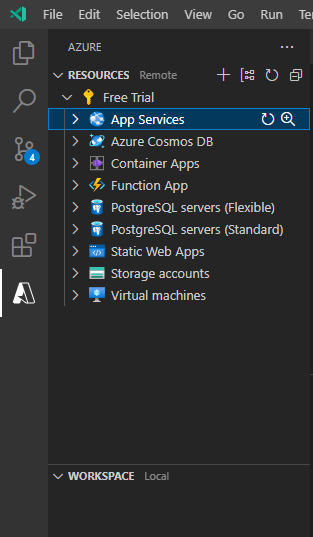 File Edit Selection View Go Run Ter
AZURE
RESOURCES Remote
Free Trial
App Services
Azure Cosmos DB
Container Apps
Function App
PostgreSQL servers (Flexible)
PostgreSQL servers (Standard)
Static Web Apps
Storage accounts
Virtual machines
4
WORKSPACE Local